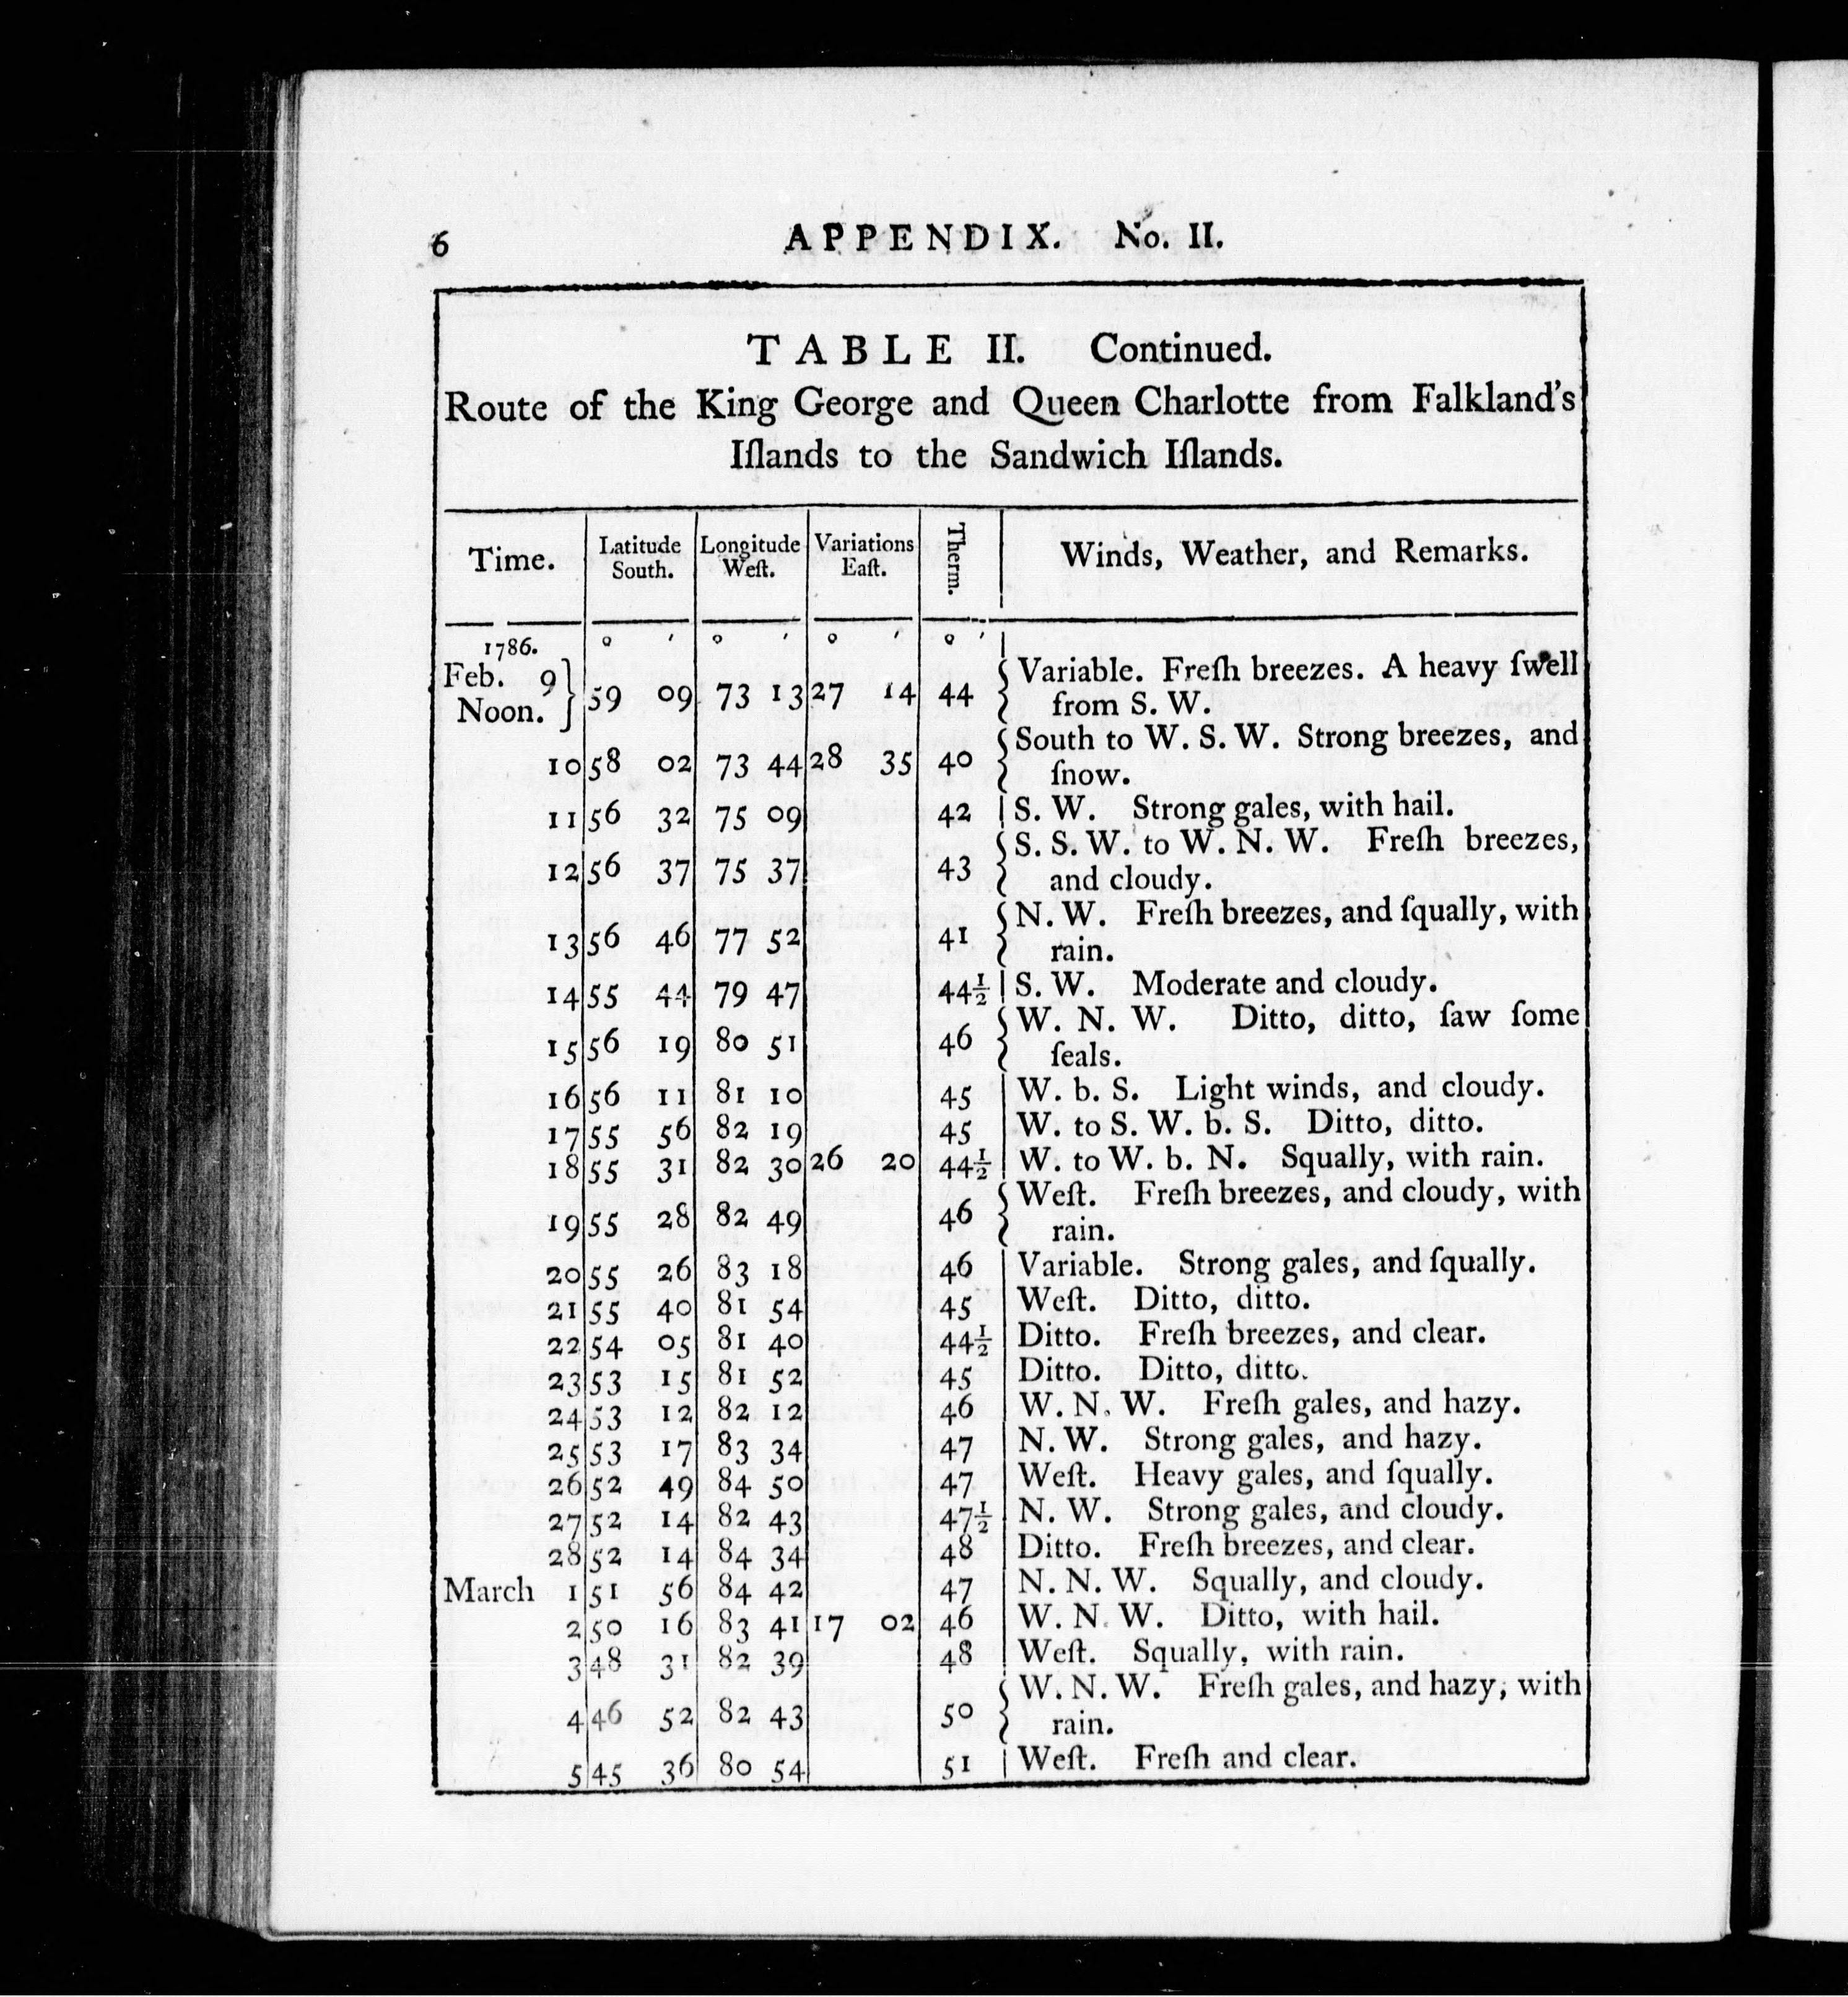 6 APPENDIX. No. II.
TABLE II. Continued.
Route of the King George and Queen Charlotte from Falkland's
Iſlands to the Sandwich Iſlands.
Time. Latitude South. Longitude Weſt. Variations Eaſt. Therm. Winds, Weather, and Remarks.
1786. o ′ o ′ o ′ o ′
Feb. 9 Noon. } 59 09 73 13 27 14 44 { Variable. Freſh breezes. A heavy ſwell
from S. W.
10 58 02 73 44 28 35 40 { South to W. S. W. Strong breezes, and
ſnow.
11 56 32 75 09 42 S. W. Strong gales, with hail.
12 56 37 75 37 43 { S. S. W. to W. N. W. Freſh breezes,
and cloudy.
13 56 46 77 52 41 { N. W. Freſh breezes, and ſqually, with
rain.
14 55 44 79 47 44½ S. W. Moderate and cloudy.
15 56 19 80 51 46 { W. N. W. Ditto, ditto, ſaw ſome
ſeals.
16 56 11 81 10 45 W. b. S. Light winds, and cloudy.
17 55 56 82 19 45 W. to S. W. b. S. Ditto, ditto.
18 55 31 82 30 26 20 44½ W. to W. b. N. Squally, with rain.
19 55 28 82 49 46 { Weſt. Freſh breezes, and cloudy, with
rain.
20 55 26 83 18 46 Variable. Strong gales, and ſqually.
21 55 40 81 54 45 Weſt. Ditto, ditto.
22 54 05 81 40 44½ Ditto. Freſh breezes, and clear.
23 53 15 81 52 45 Ditto. Ditto, ditto.
24 53 12 82 12 46 W. N. W. Freſh gales, and hazy.
25 53 17 83 34 47 N. W. Strong gales, and hazy.
26 52 49 84 50 47 Weſt. Heavy gales, and ſqually.
27 52 14 82 43 47½ N. W. Strong gales, and cloudy.
28 52 14 84 34 48 Ditto. Freſh breezes, and clear.
March 1 51 56 84 42 47 N. N. W. Squally, and cloudy.
2 50 16 83 41 17 02 46 W. N. W. Ditto, with hail.
3 48 31 82 39 48 Weſt. Squally, with rain.
4 46 52 82 43 50 { W. N. W. Freſh gales, and hazy, with
rain.
5 45 36 80 54 51 Weſt. Freſh and clear.